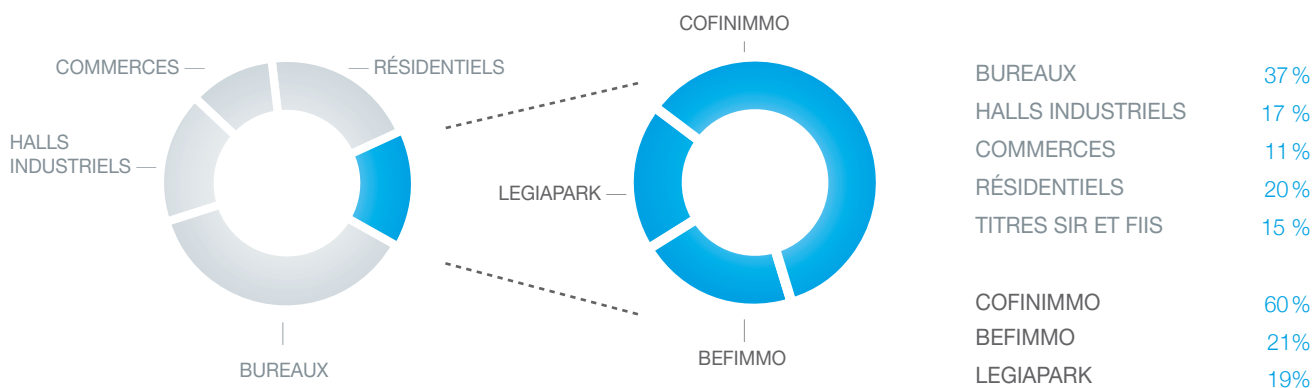 COMMERCES
RÉSIDENTIELS
HALLS
INDUSTRIELS
BUREAUX
COFINIMMO
LEGIAPARK
BEFIMMO
BUREAUX 37 %
HALLS INDUSTRIELS 17 %
COMMERCES 11 %
RÉSIDENTIELS 20 %
TITRES SIR ET FIIS 15 %
COFINIMMO 60 %
BEFIMMO 21%
LEGIAPARK 19%